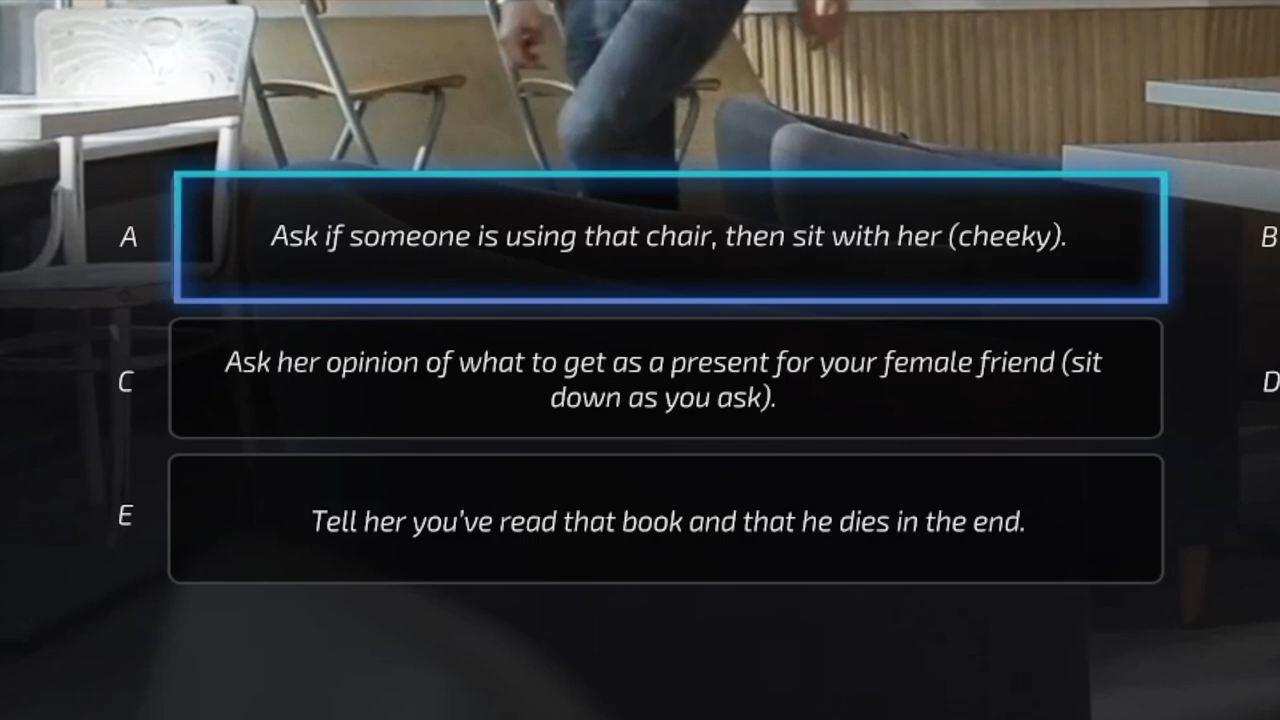 A
Ask if someone is using that chair, then sit with her (cheeky).
B
C
Ask her opinion of what to get as a present for your female friend (sit
down as you ask).
D
E
Tell her you've read that book and that he dies in the end.